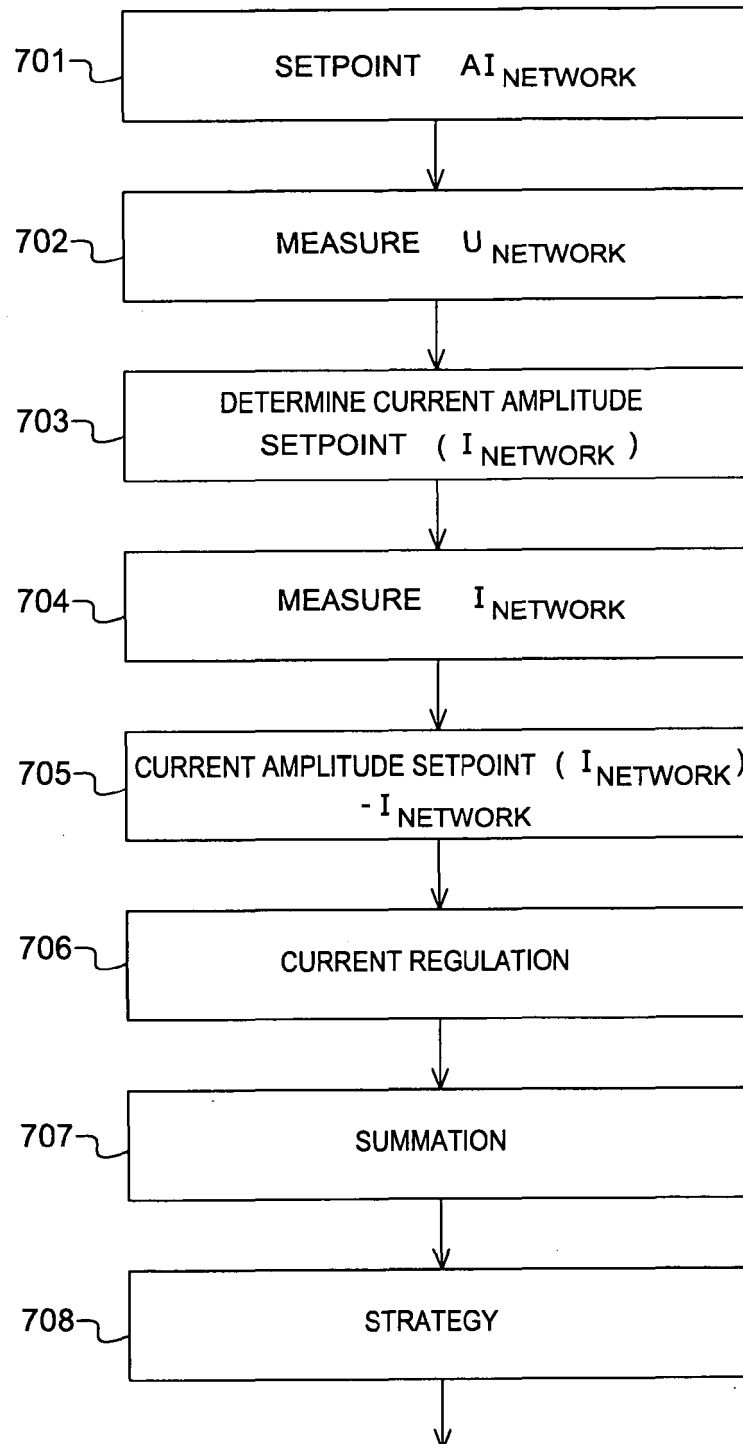 701
SETPOINT AI NETWORK
702
MEASURE U NETWORK
703
DETERMINE CURRENT AMPLITUDE
SETPOINT ( I NETWORK )
704
MEASURE I NETWORK
705
CURRENT AMPLITUDE SETPOINT ( I NETWORK )
- I NETWORK
706
CURRENT REGULATION
707
SUMMATION
708
STRATEGY